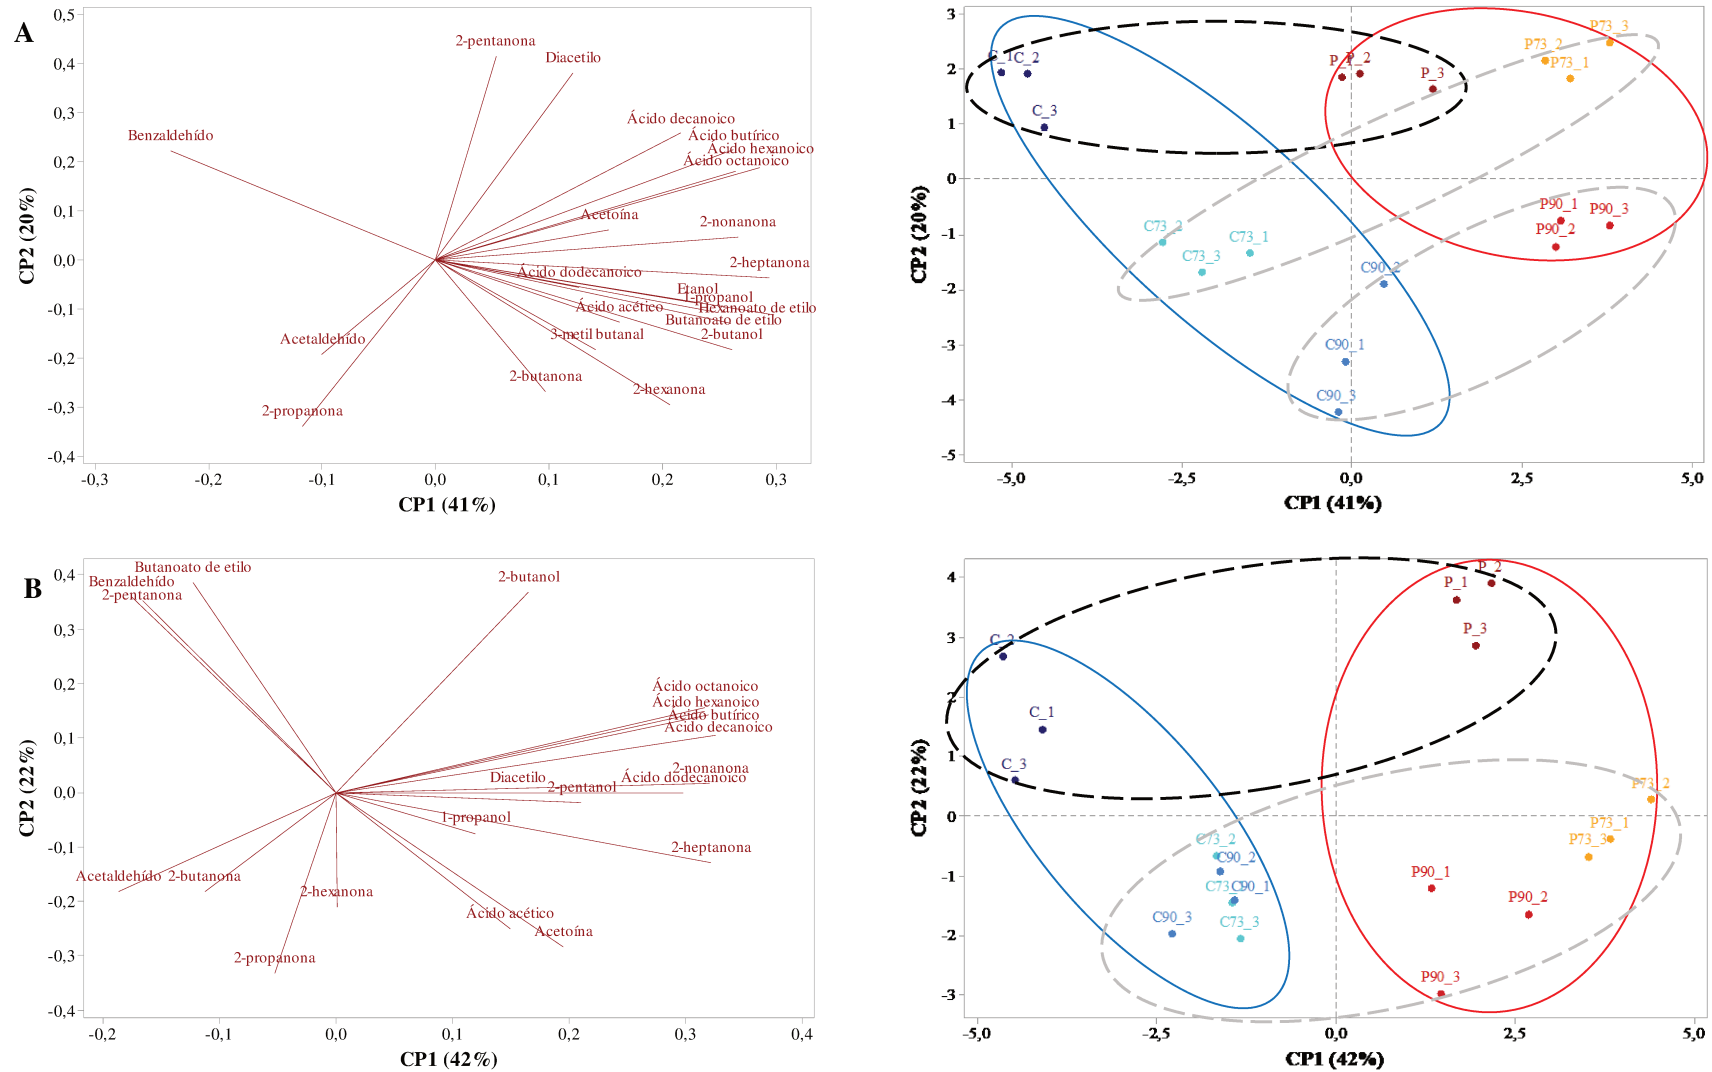 A
0,5
0,4
0,3
0,2
0,1
0,0
-0,1
-0,2
-0,3
-0,4
CP2 (20%)
2-pentanona
Diacetilo
Benzaldehído
Ácido decanoico
Ácido butírico
Ácido hexanoico
Ácido octanoico
Acetoína
2-nonanona
2-heptanona
Ácido dodecanoico
Etanol
1-propanol
Ácido acético
Hexanoato de etilo
Butanoato de etilo
3-metil butanal
2-butanol
Acetaldehído
2-butanona
2-hexanona
2-propanona
-0,3
-0,2
-0,1
0,0
0,1
0,2
0,3
CP1 (41%)
3
2
1
0
-1
-2
-3
-4
-5
CP2 (20%)
C_1
C_2
C_3
P_2
P_3
P73_3
P73_2
P73_1
P90_1
P90_3
P90_2
C73_2
C73_1
C73_3
C90_2
C90_1
C90_3
-5,0
-2,5
0,0
2,5
5,0
CP1 (41%)
B
0,4
0,3
0,2
0,1
0,0
-0,1
-0,2
-0,3
-0,4
CP2 (22%)
Butanoato de etilo
Benzaldehído
2-pentanona
2-butanol
Ácido octanoico
Ácido hexanoico
Ácido butírico
Ácido decanoico
2-nonanona
Diacetilo
Ácido dodecanoico
2-pentanol
1-propanol
2-heptanona
Acetaldehído
2-butanona
2-hexanona
Ácido acético
Acetoína
2-propanona
-0,2
-0,1
0,0
0,1
0,2
0,3
0,4
CP1 (42%)
4
3
2
1
0
-1
-2
-3
CP2 (22%)
P_2
P_1
P_3
C_2
C_1
C_3
P73_2
P73_1
P73_3
C73_2
C90_2
C90_1
C90_3
C73_3
P90_1
P90_2
P90_3
-5,0
-2,5
0,0
2,5
5,0
CP1 (42%)